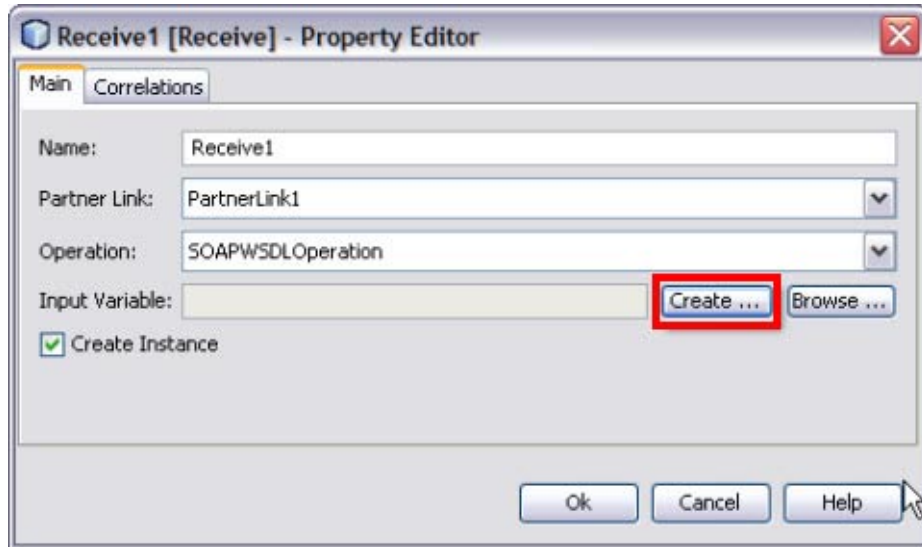 Receive1 [Receive] - Property Editor
Main Correlations
Name: Receive1
Partner Link: PartnerLink1
Operation: SOAPWSDLOperation
Input Variable: Create ... Browse ...
Create Instance
Ok Cancel Help